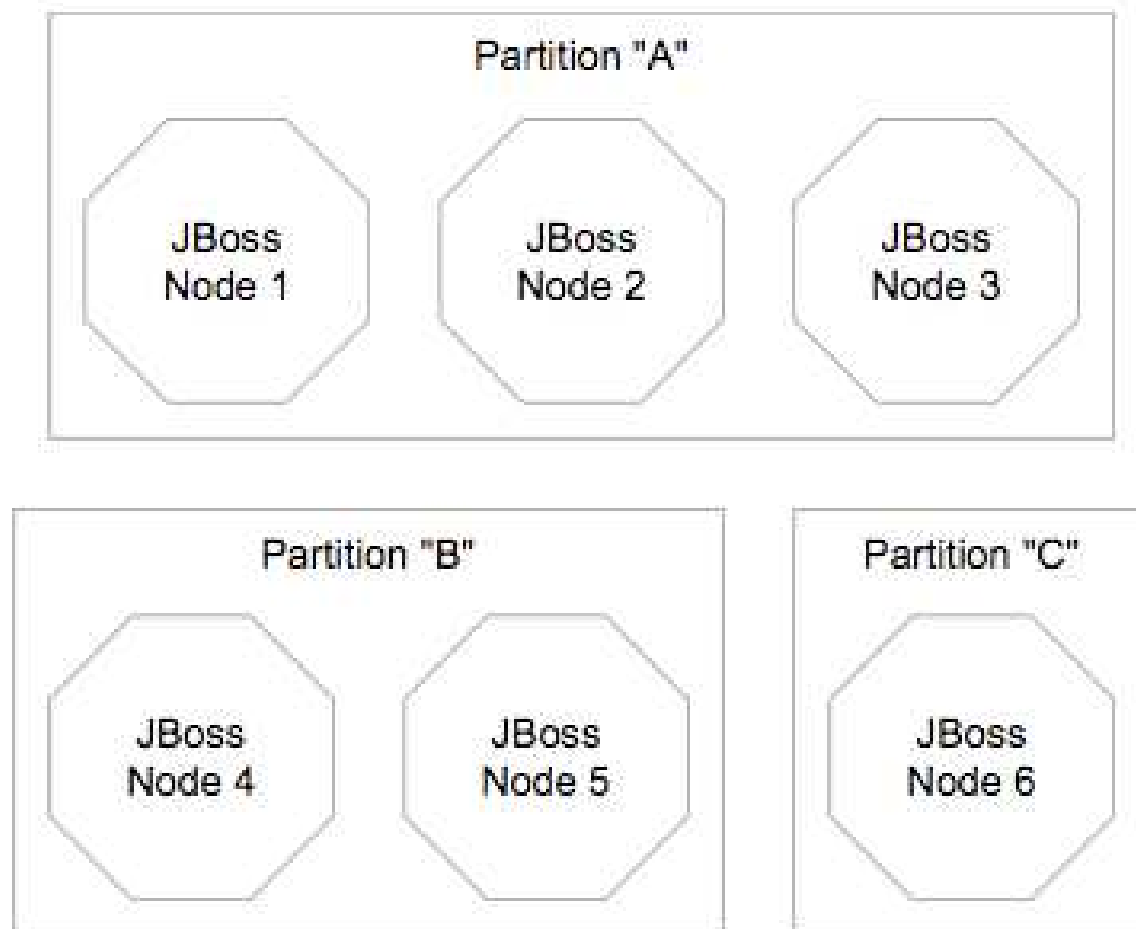 Partition "A"
JBoss
Node 1
JBoss
Node 2
JBoss
Node 3
Partition "B"
JBoss
Node 4
JBoss
Node 5
Partition "C"
JBoss
Node 6